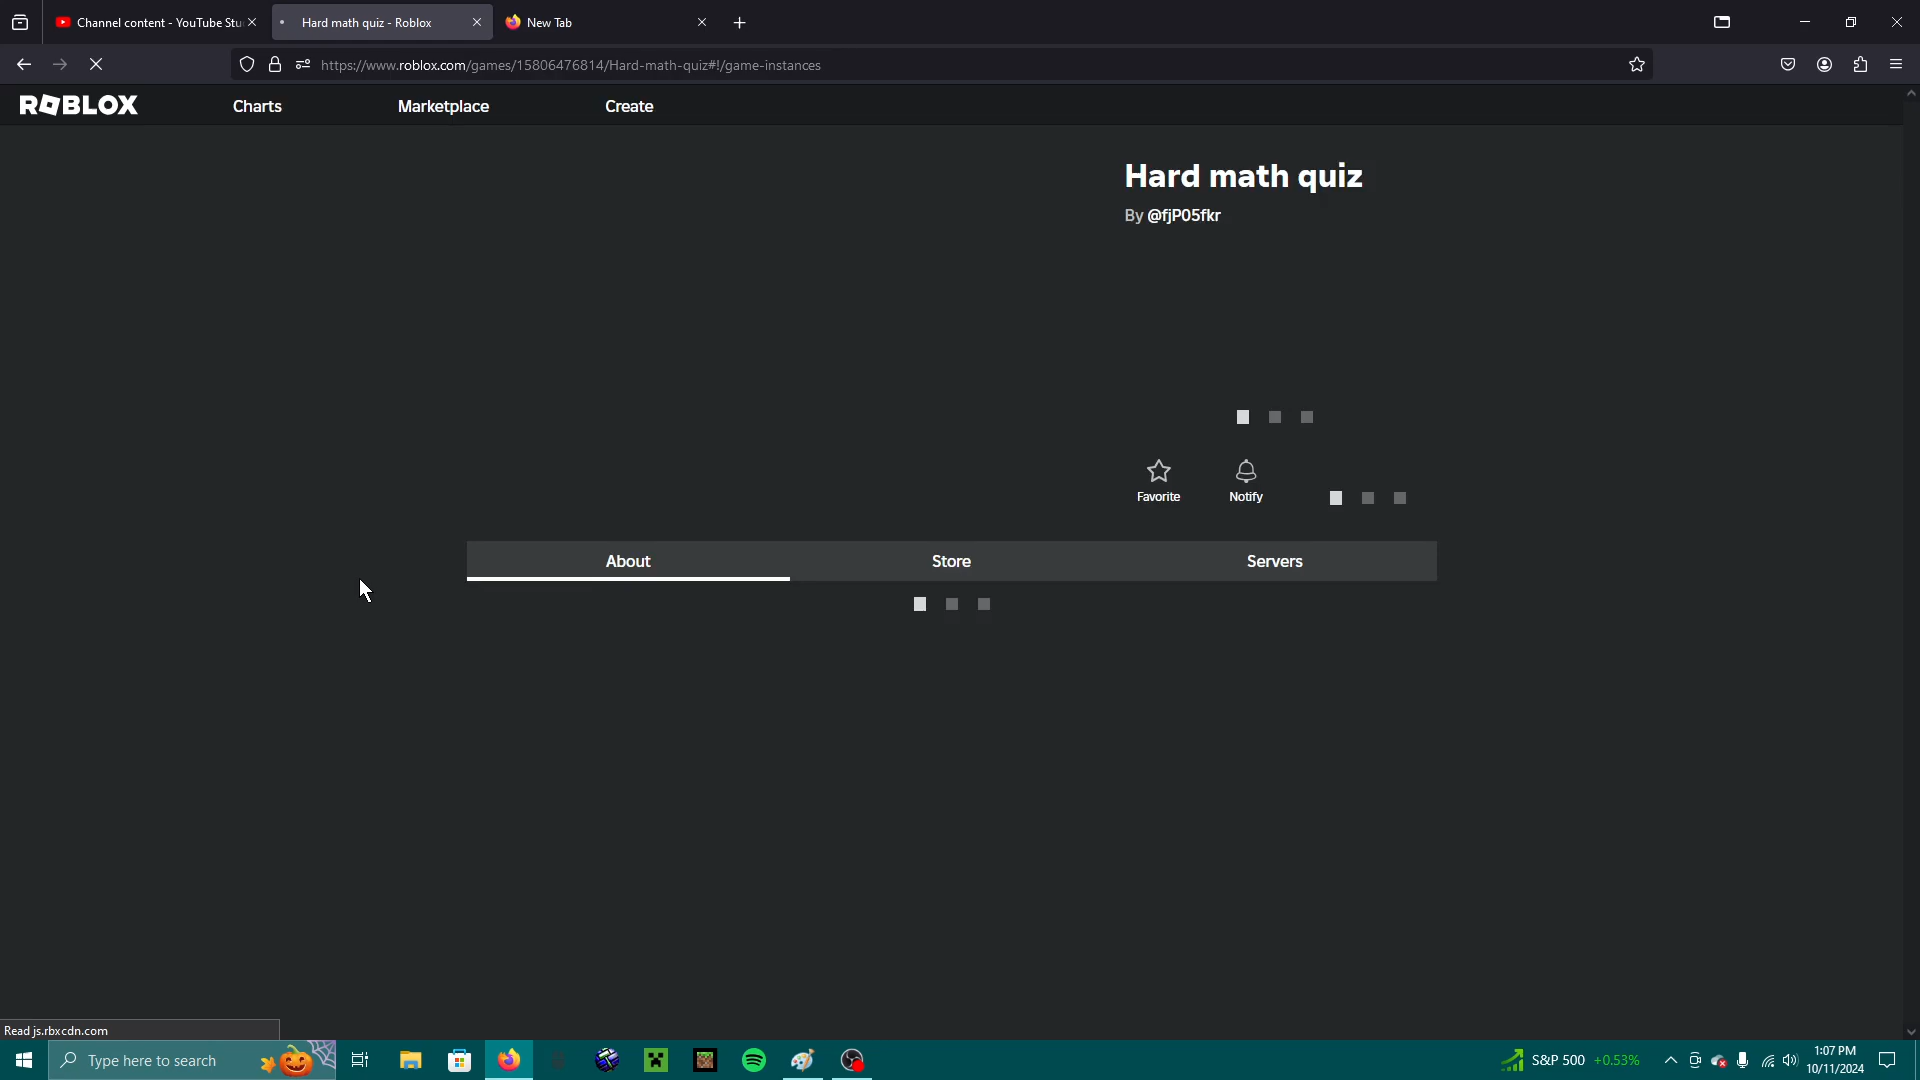 Channel content - YouTube Stu
Hard math quiz - Roblox
New Tab
https://www.roblox.com/games/15806476814/Hard-math-quiz#!/game-instances
ROBLOX
Charts
Marketplace
Create
Hard math quiz
By @fjP05fkr
Favorite
Notify
About
Store
Servers
Read js.rbxcdn.com
Type here to search
S&P 500 +0.53%
1:07 PM
10/11/2024